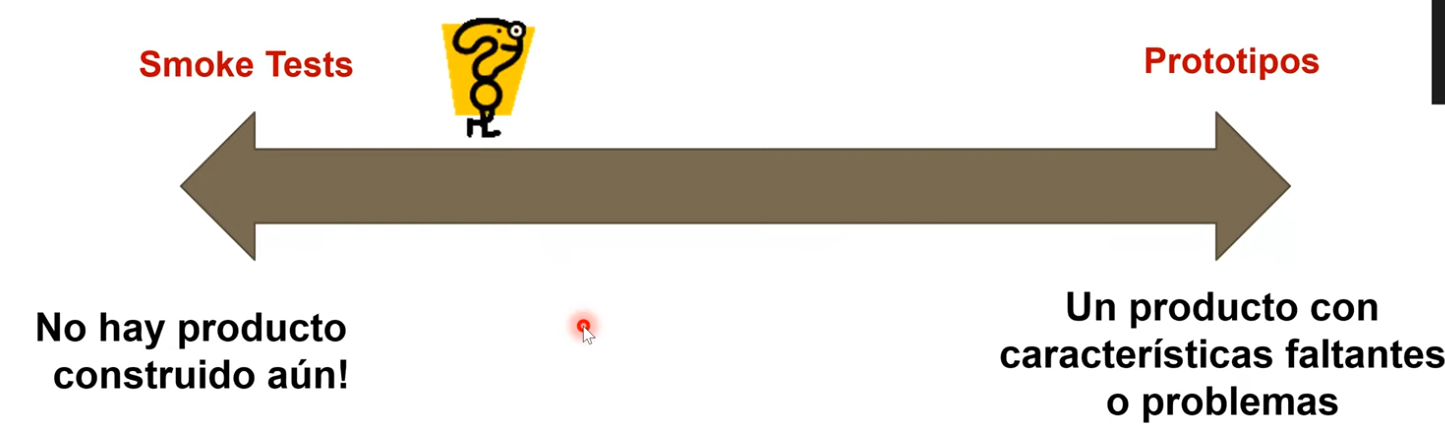 Smoke Tests
Prototipos
No hay producto
construido aún!
Un producto con
características faltantes
o problemas